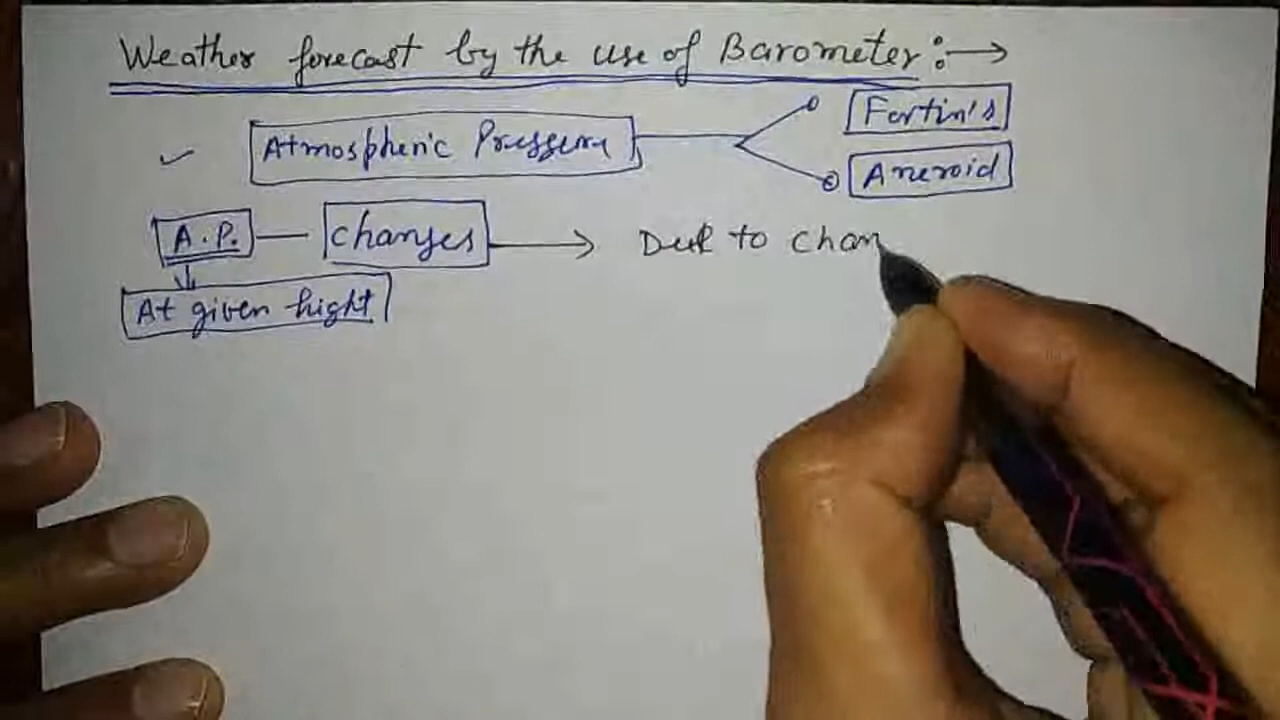 Weather forecast by the use of Barometer :→
Atmospheric Pressure
Fortin's
Aneroid
A.P. — changes → Due to chan
At given hight